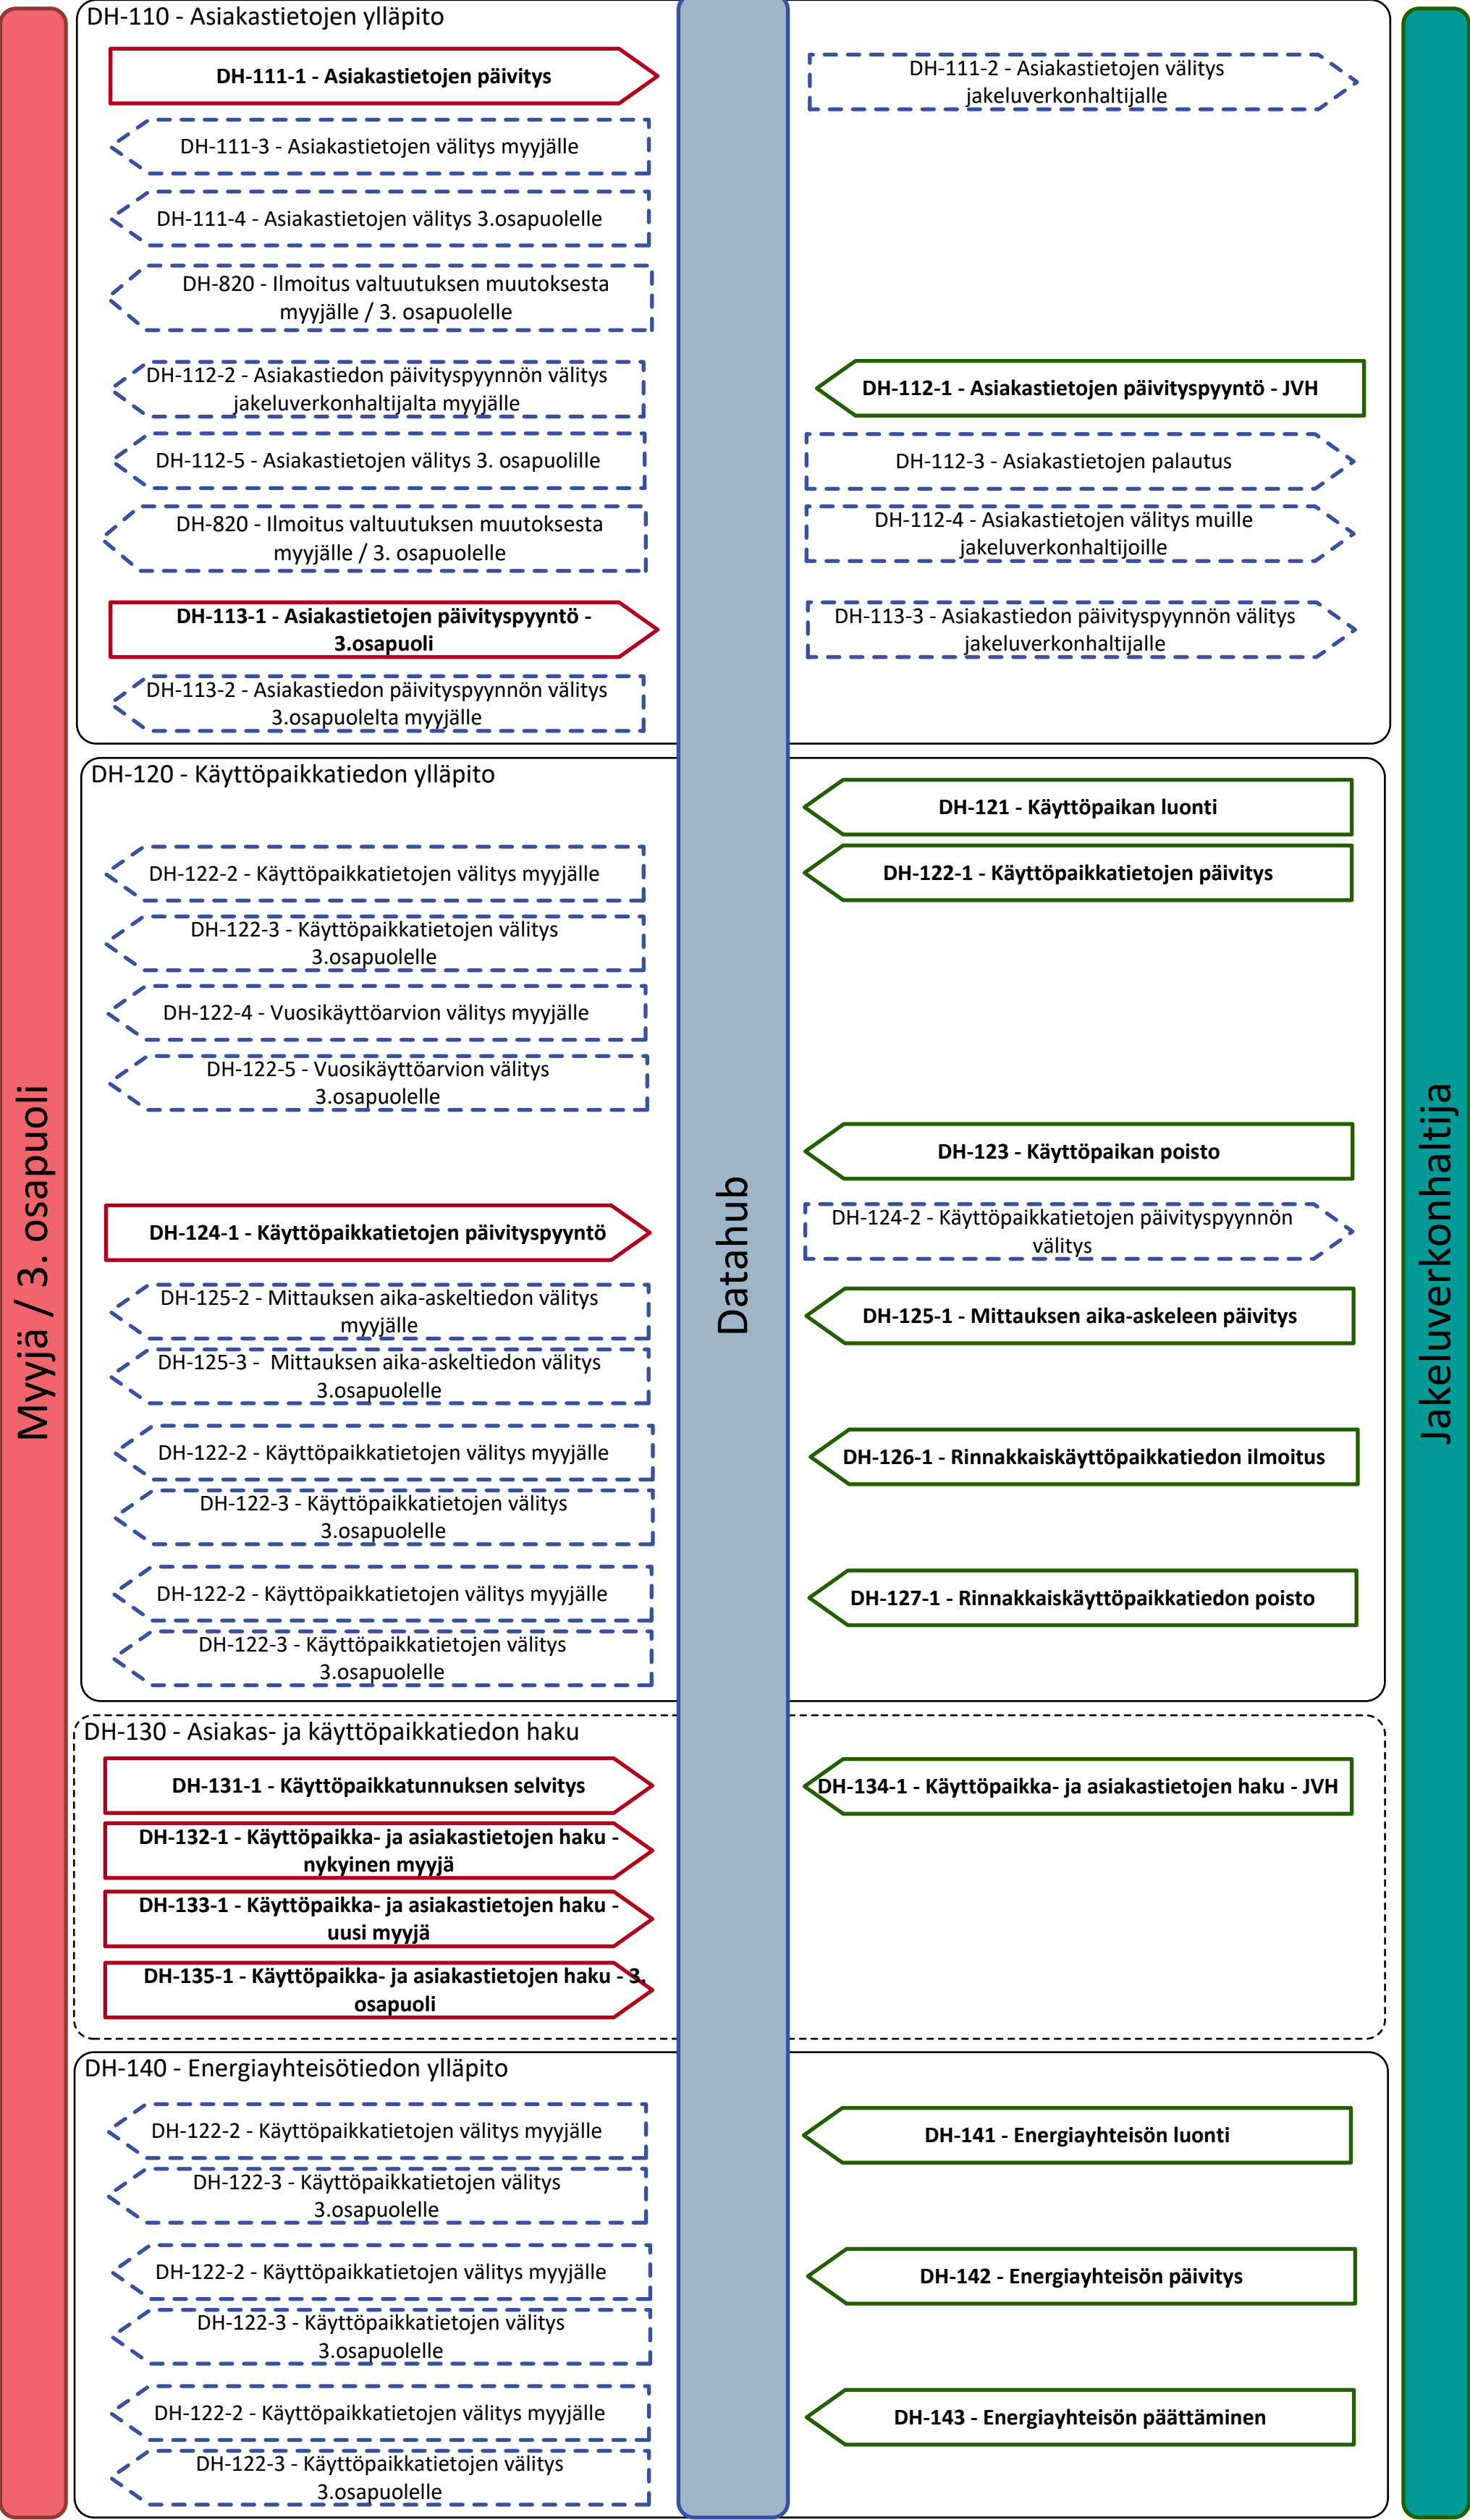 DH-110 - Asiakastietojen ylläpito
DH-111-1 - Asiakastietojen päivitys
DH-111-2 - Asiakastietojen välitys
jakeluverkonhaltijalle
DH-111-3 - Asiakastietojen välitys myyjälle
DH-111-4 - Asiakastietojen välitys 3.osapuolelle
DH-820 - Ilmoitus valtuutuksen muutoksesta
myyjälle / 3. osapuolelle
DH-112-2 - Asiakastiedon päivityspyynnön välitys
jakeluverkonhaltijalta myyjälle
DH-112-1 - Asiakastietojen päivityspyyntö - JVH
DH-112-5 - Asiakastietojen välitys 3. osapuolille
DH-112-3 - Asiakastietojen palautus
DH-820 - Ilmoitus valtuutuksen muutoksesta
myyjälle / 3. osapuolelle
DH-112-4 - Asiakastietojen välitys muille
jakeluverkonhaltijoille
DH-113-1 - Asiakastietojen päivityspyyntö -
3.osapuoli
DH-113-3 - Asiakastiedon päivityspyynnön välitys
jakeluverkonhaltijalle
DH-113-2 - Asiakastiedon päivityspyynnön välitys
3.osapuolelta myyjälle
DH-120 - Käyttöpaikkatiedon ylläpito
DH-121 - Käyttöpaikan luonti
DH-122-2 - Käyttöpaikkatietojen välitys myyjälle
DH-122-1 - Käyttöpaikkatietojen päivitys
DH-122-3 - Käyttöpaikkatietojen välitys
3.osapuolelle
DH-122-4 - Vuosikäyttöarvion välitys myyjälle
DH-122-5 - Vuosikäyttöarvion välitys
3.osapuolelle
DH-123 - Käyttöpaikan poisto
DH-124-1 - Käyttöpaikkatietojen päivityspyyntö
DH-124-2 - Käyttöpaikkatietojen päivityspyynnön
välitys
DH-125-2 - Mittauksen aika-askeltiedon välitys
myyjälle
DH-125-1 - Mittauksen aika-askeleen päivitys
DH-125-3 -  Mittauksen aika-askeltiedon välitys
3.osapuolelle
DH-122-2 - Käyttöpaikkatietojen välitys myyjälle
DH-126-1 - Rinnakkaiskäyttöpaikkatiedon ilmoitus
DH-122-3 - Käyttöpaikkatietojen välitys
3.osapuolelle
DH-122-2 - Käyttöpaikkatietojen välitys myyjälle
DH-127-1 - Rinnakkaiskäyttöpaikkatiedon poisto
DH-122-3 - Käyttöpaikkatietojen välitys
3.osapuolelle
DH-130 - Asiakas- ja käyttöpaikkatiedon haku
DH-131-1 - Käyttöpaikkatunnuksen selvitys
DH-134-1 - Käyttöpaikka- ja asiakastietojen haku - JVH
DH-132-1 - Käyttöpaikka- ja asiakastietojen haku -
nykyinen myyjä
DH-133-1 - Käyttöpaikka- ja asiakastietojen haku -
uusi myyjä
DH-135-1 - Käyttöpaikka- ja asiakastietojen haku - 3.
osapuoli
DH-140 - Energiayhteisötiedon ylläpito
DH-122-2 - Käyttöpaikkatietojen välitys myyjälle
DH-141 - Energiayhteisön luonti
DH-122-3 - Käyttöpaikkatietojen välitys
3.osapuolelle
DH-122-2 - Käyttöpaikkatietojen välitys myyjälle
DH-142 - Energiayhteisön päivitys
DH-122-3 - Käyttöpaikkatietojen välitys
3.osapuolelle
DH-122-2 - Käyttöpaikkatietojen välitys myyjälle
DH-143 - Energiayhteisön päättäminen
DH-122-3 - Käyttöpaikkatietojen välitys
3.osapuolelle
Myyjä / 3. osapuoli
Datahub
Jakeluverkonhaltija